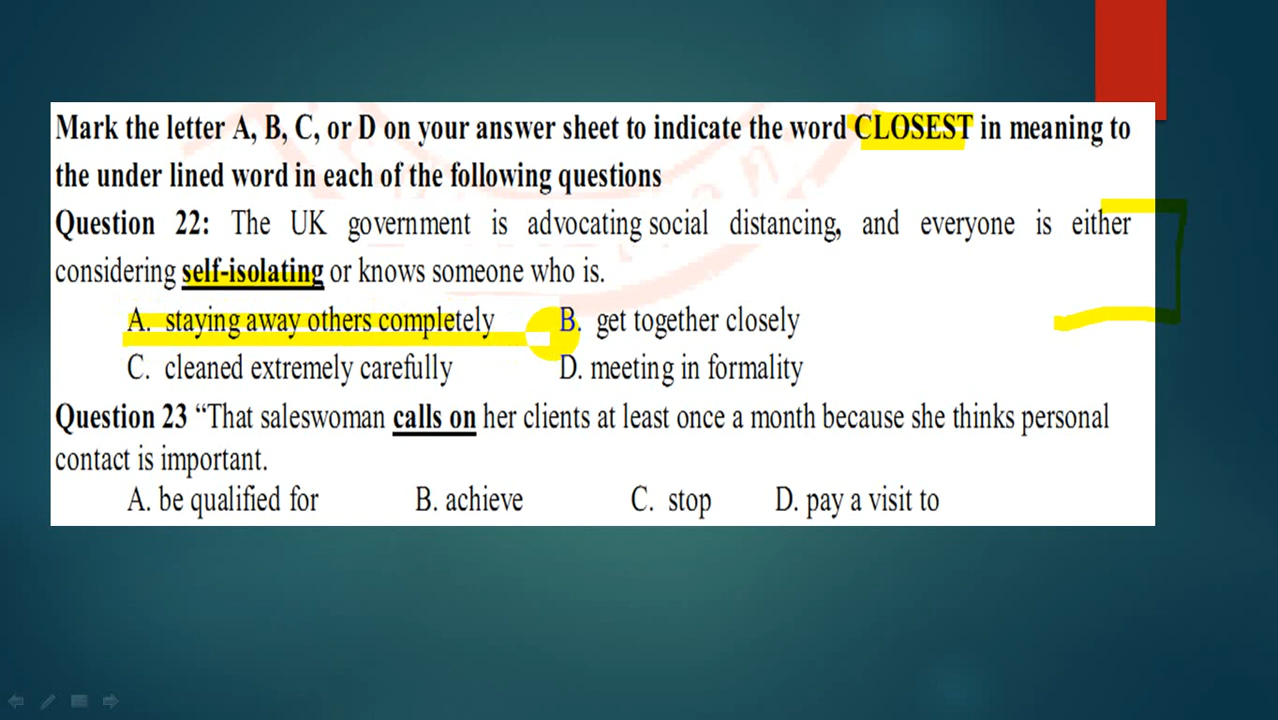 Mark the letter A, B, C, or D on your answer sheet to indicate the word CLOSEST in meaning to
the under lined word in each of the following questions
Question 22: The UK government is advocating social distancing, and everyone is either
considering self-isolating or knows someone who is.
A. staying away others completely B. get together closely
C. cleaned extremely carefully D. meeting in formality
Question 23 “That saleswoman calls on her clients at least once a month because she thinks personal
contact is important.
A. be qualified for B. achieve C. stop D. pay a visit to